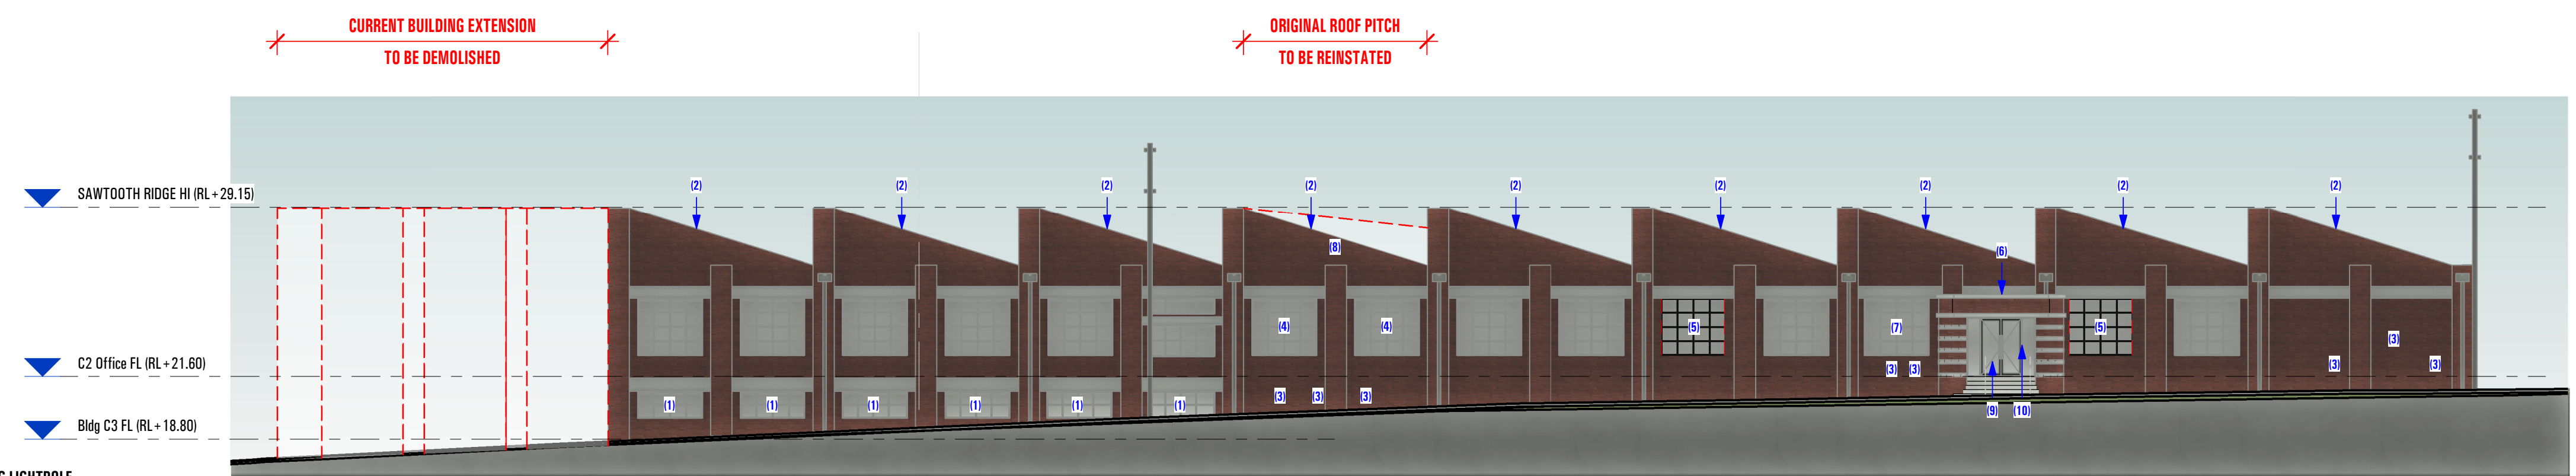 CURRENT BUILDING EXTENSION
TO BE DEMOLISHED
ORIGINAL ROOF PITCH
TO BE REINSTATED
SAWTOOTH RIDGE HI (RL+29.15)
(2) (2) (2) (2) (2) (2) (2) (2) (2)
(8) (6)
(4) (4) (5) (7) (5) (3)
C2 Office FL (RL+21.60)
(3) (3) (3) (3)
(1) (1) (1) (1) (1) (1) (3) (3) (3)
(9) (10)
Bldg C3 FL (RL+18.80)
LIGHTPOLE